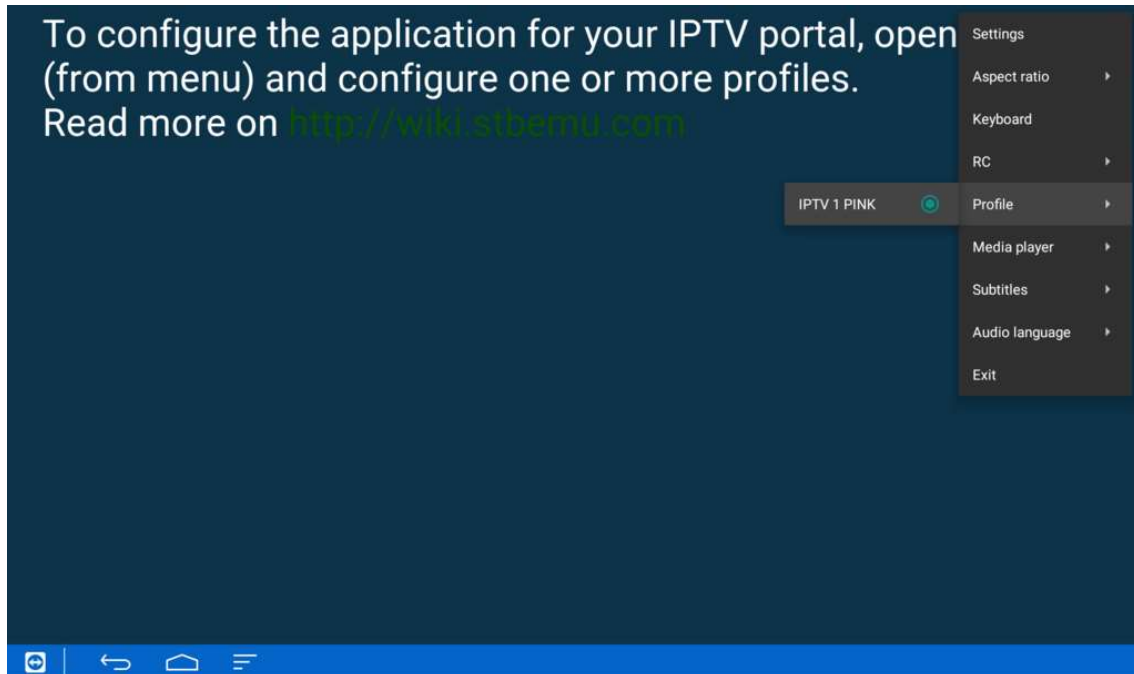 To configure the application for your IPTV portal, open
(from menu) and configure one or more profiles.
Read more on http://wiki.stbemu.com
Settings
Aspect ratio
Keyboard
RC
IPTV 1 PINK
Profile
Media player
Subtitles
Audio language
Exit